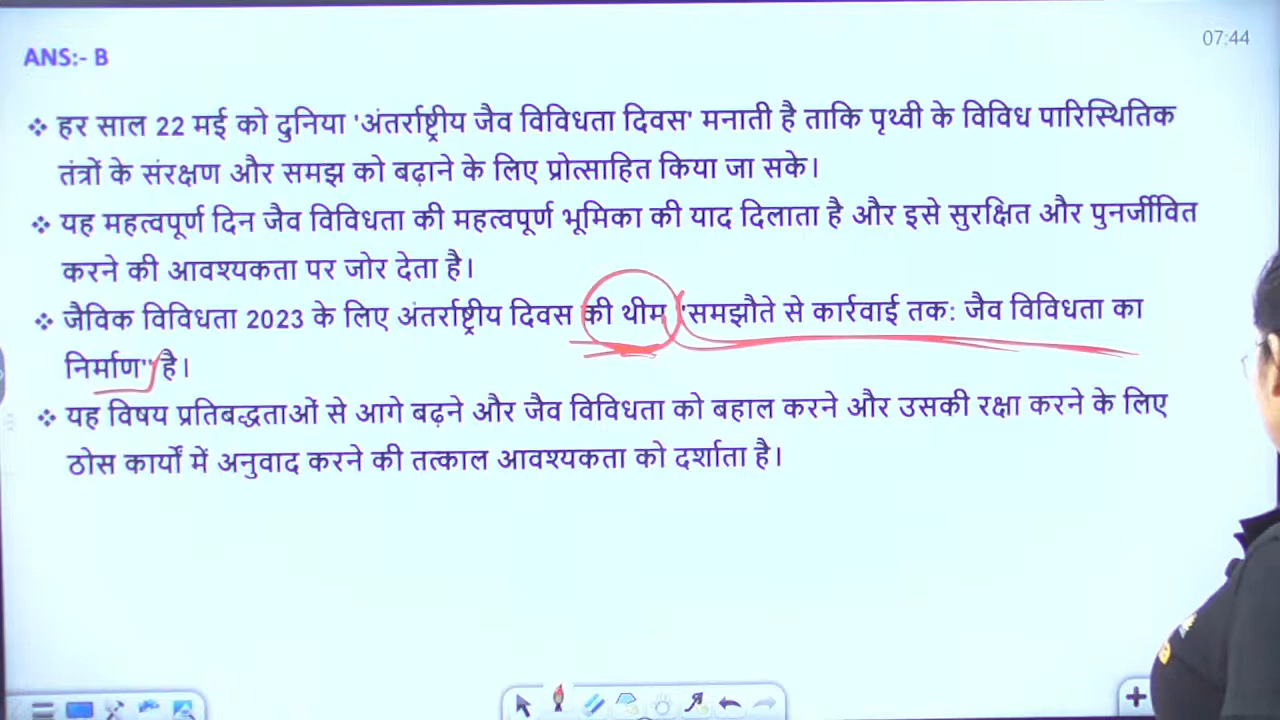 07:44
ANS:- B
❖ हर साल 22 मई को दुनिया 'अंतर्राष्ट्रीय जैव विविधता दिवस' मनाती है ताकि पृथ्वी के विविध पारिस्थितिक
तंत्रों के संरक्षण और समझ को बढ़ाने के लिए प्रोत्साहित किया जा सके।
❖ यह महत्वपूर्ण दिन जैव विविधता की महत्वपूर्ण भूमिका की याद दिलाता है और इसे सुरक्षित और पुनर्जीवित
करने की आवश्यकता पर जोर देता है।
❖ जैविक विविधता 2023 के लिए अंतर्राष्ट्रीय दिवस की थीम "समझौते से कार्रवाई तक: जैव विविधता का
निर्माण" है।
❖ यह विषय प्रतिबद्धताओं से आगे बढ़ने और जैव विविधता को बहाल करने और उसकी रक्षा करने के लिए
ठोस कार्यों में अनुवाद करने की तत्काल आवश्यकता को दर्शाता है।